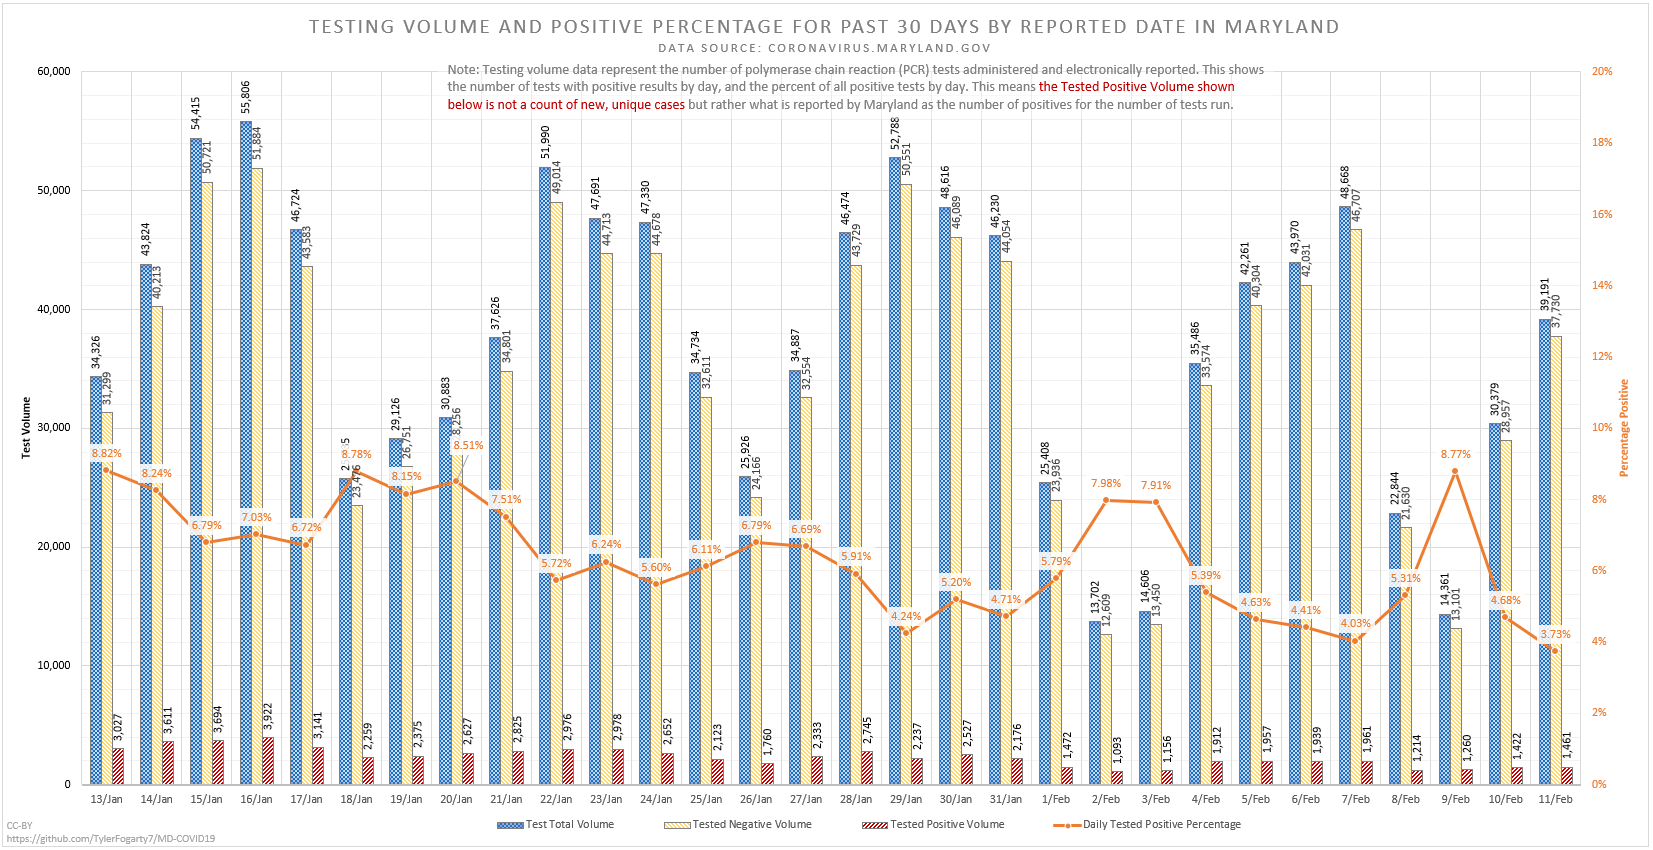 TESTING VOLUME AND POSITIVE PERCENTAGE FOR PAST 30 DAYS BY REPORTED DATE IN MARYLAND
DATA SOURCE: CORONAVIRUS.MARYLAND.GOV
Note: Testing volume data represent the number of polymerase chain reaction (PCR) tests administered and electronically reported. This shows
the number of tests with positive results by day, and the percent of all positive tests by day. This means the Tested Positive Volume shown
below is not a count of new, unique cases but rather what is reported by Maryland as the number of positives for the number of tests run.
Test Volume
60,000
50,000
40,000
30,000
20,000
10,000
0
34,326 31,299 8.82% 3,027
43,824 40,213 8.24% 3,611
54,415 50,721 6.79% 3,694
55,806 51,884 7.03% 3,922
46,724 43,583 6.72% 3,141
23,476 8.78% 2,259
29,126 26,751 8.15% 2,375
30,883 8,256 8.51% 2,627
37,626 34,801 7.51% 2,825
51,990 49,014 5.72% 2,976
47,691 44,713 6.24% 2,978
47,330 44,678 5.60% 2,652
34,734 32,611 6.11% 2,123
25,926 24,166 6.79% 1,760
34,887 32,554 6.69% 2,333
46,474 43,729 5.91% 2,745
52,788 50,551 4.24% 2,237
48,616 46,089 5.20% 2,527
46,230 44,054 4.71% 2,176
25,408 23,936 5.79% 1,472
13,702 12,609 7.98% 1,093
14,606 13,450 7.91% 1,156
35,486 33,574 5.39% 1,912
42,261 40,304 4.63% 1,957
43,970 42,031 4.41% 1,939
48,668 46,707 4.03% 1,961
22,844 21,630 5.31% 1,214
14,361 13,101 8.77% 1,260
30,379 28,957 4.68% 1,422
39,191 37,730 3.73% 1,461
20%
18%
16%
14%
12%
10%
8%
6%
4%
2%
0%
Percentage Positive
13/Jan 14/Jan 15/Jan 16/Jan 17/Jan 18/Jan 19/Jan 20/Jan 21/Jan 22/Jan 23/Jan 24/Jan 25/Jan 26/Jan 27/Jan 28/Jan 29/Jan 30/Jan 31/Jan 1/Feb 2/Feb 3/Feb 4/Feb 5/Feb 6/Feb 7/Feb 8/Feb 9/Feb 10/Feb 11/Feb
Test Total Volume Tested Negative Volume Tested Positive Volume Daily Tested Positive Percentage
CC-BY
https://github.com/TylerFogarty7/MD-COVID19